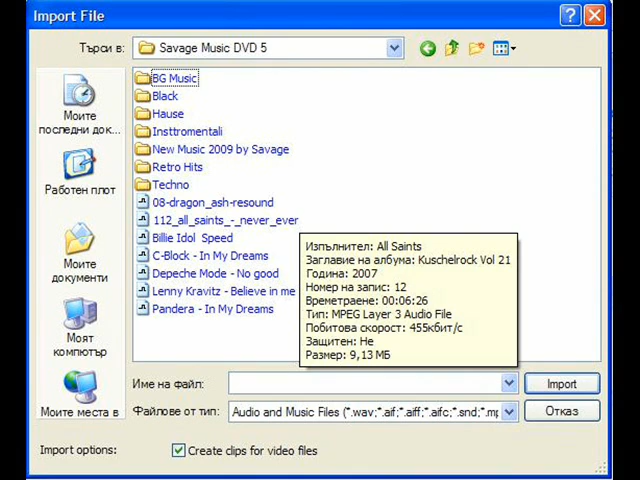 Import File
Търси в:
Savage Music DVD 5
Моите
последни док...
Работен плот
Моите
документи
Моят
компютър
Моите места в
BG Music
Black
Hause
Insttromentali
New Music 2009 by Savage
Retro Hits
Techno
08-dragon_ash-resound
112_all_saints_-_never_ever
Billie Idol Speed
C-Block - In My Dreams
Depeche Mode - No good
Lenny Kravitz - Believe in me
Pandera - In My Dreams
Изпълнител: All Saints
Заглавие на албума: Kuschelrock Vol 21
Година: 2007
Номер на запис: 12
Времетраене: 00:06:26
Тип: MPEG Layer 3 Audio File
Побитова скорост: 455кбит/с
Защитен: Не
Размер: 9,13 МБ
Име на файл:
Import
Файлове от тип:
Audio and Music Files (*.wav;*.aif;*.aiff;*.aifc;*.snd;*.mp
Отказ
Import options:
Create clips for video files